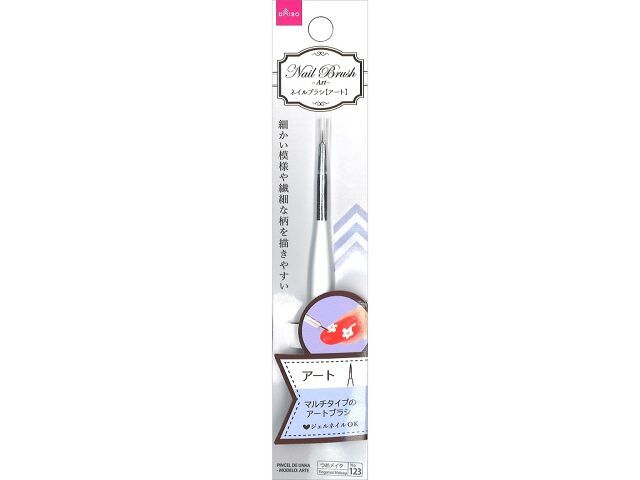 DAISO
Nail Brush
-Art-
ネイルブラシ【アート】
細かい模様や繊細な柄を描きやすい
アート
マルチタイプの
アートブラシ
♥ジェルネイルOK
PINCEL DE UNHA
- MODELO: ARTE
つめメイク
Fingernail Makeup
No.
123